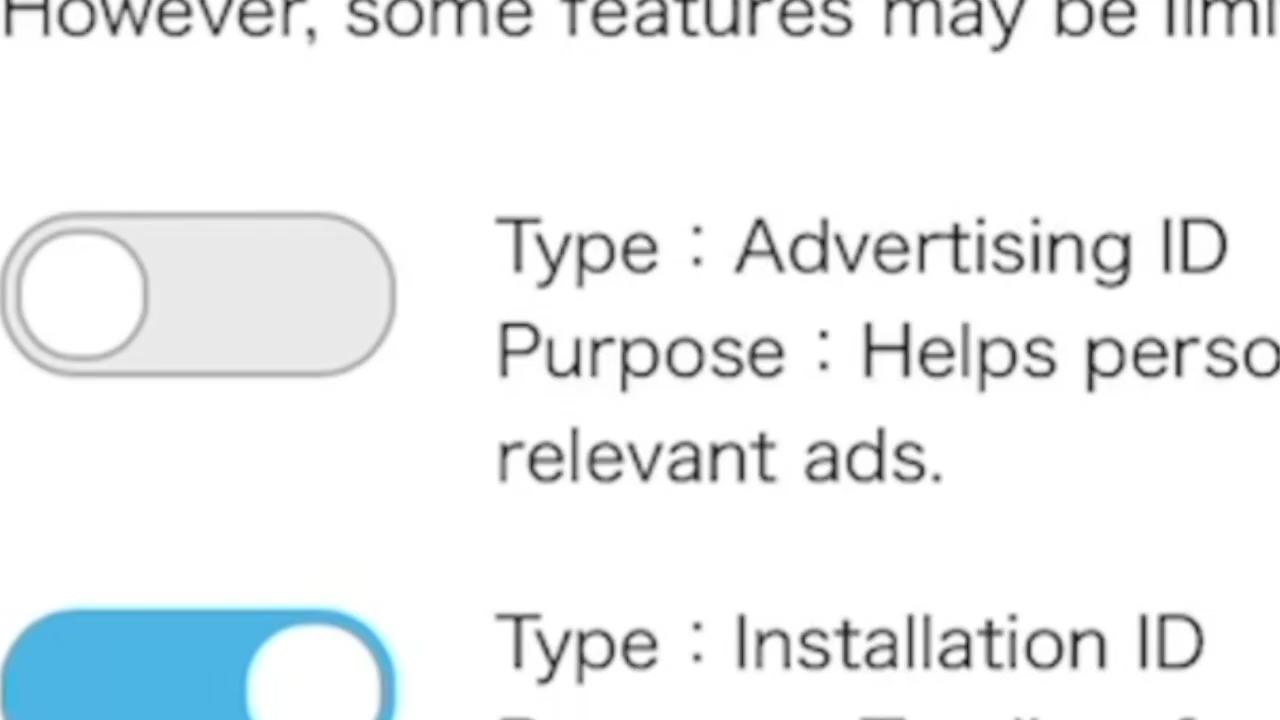 However, some features may be
Type : Advertising ID
Purpose : Helps
relevant ads.
Type : Installation ID